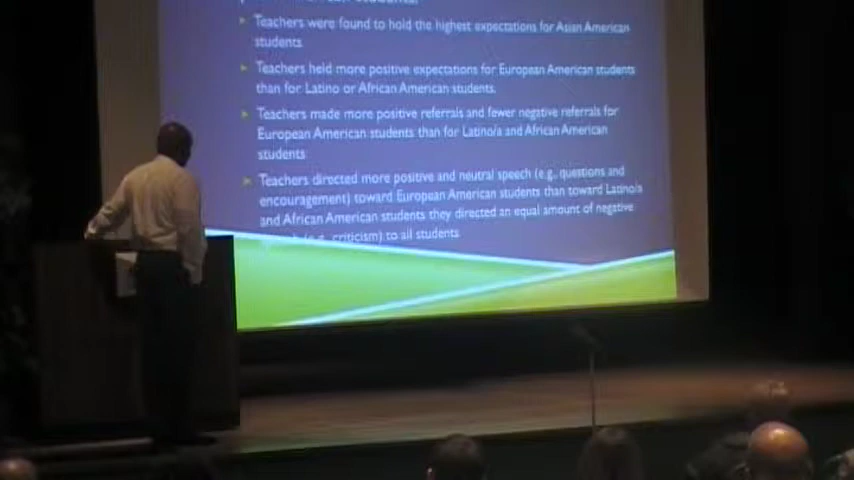 Teachers were found to hold the highest expectations for Asian American
students.
Teachers held more positive expectations for European American students
than for Latino or African American students.
Teachers made more positive referrals and fewer negative referrals for
European American students than for Latino/a and African American
students
Teachers directed more positive and neutral speech (e.g., questions and
encouragement) toward European American students than toward Latino/a
and African American students they directed an equal amount of negative
(e.g., criticism) to all students